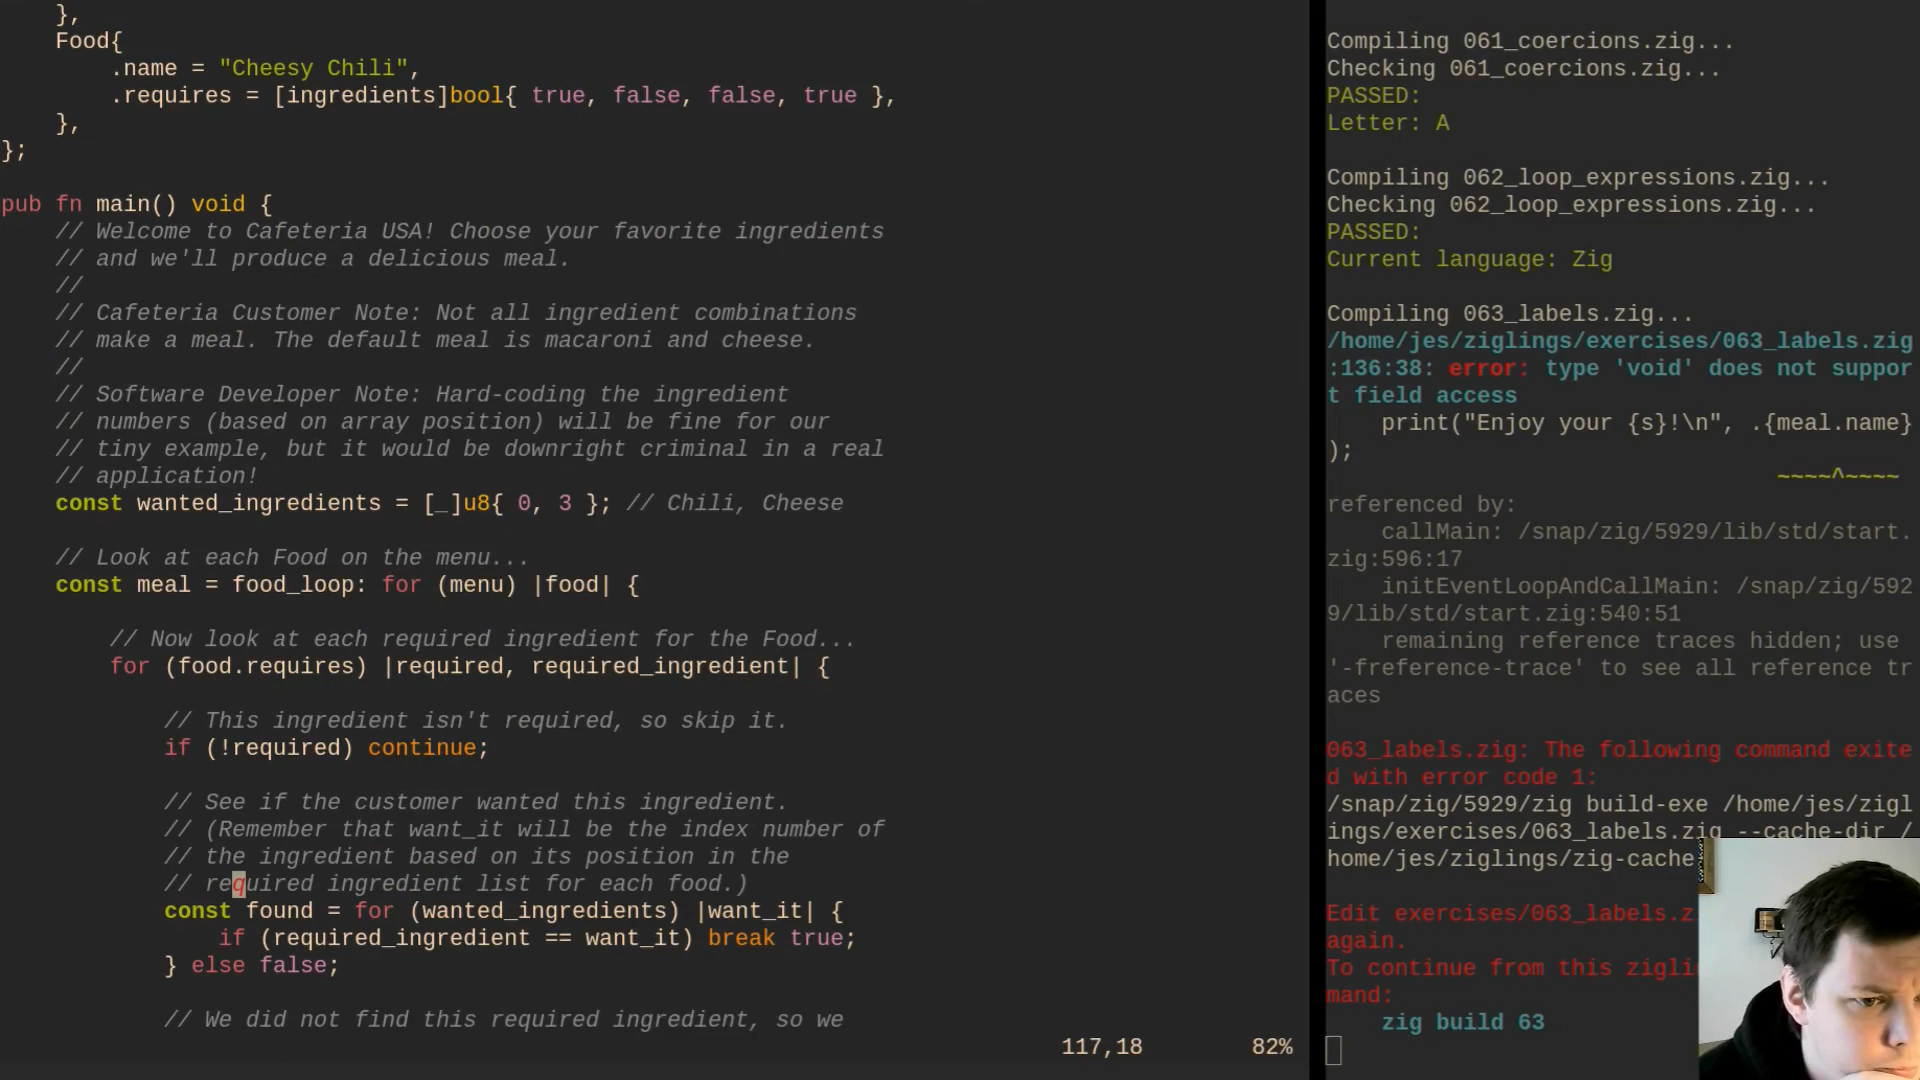 },
    Food{
        .name = "Cheesy Chili",
        .requires = [ingredients]bool{ true, false, false, true },
    },
};

pub fn main() void {
    // Welcome to Cafeteria USA! Choose your favorite ingredients
    // and we'll produce a delicious meal.
    //
    // Cafeteria Customer Note: Not all ingredient combinations
    // make a meal. The default meal is macaroni and cheese.
    //
    // Software Developer Note: Hard-coding the ingredient
    // numbers (based on array position) will be fine for our
    // tiny example, but it would be downright criminal in a real
    // application!
    const wanted_ingredients = [_]u8{ 0, 3 }; // Chili, Cheese

    // Look at each Food on the menu...
    const meal = food_loop: for (menu) |food| {

        // Now look at each required ingredient for the Food...
        for (food.requires) |required, required_ingredient| {

            // This ingredient isn't required, so skip it.
            if (!required) continue;

            // See if the customer wanted this ingredient.
            // (Remember that want_it will be the index number of
            // the ingredient based on its position in the
            // required ingredient list for each food.)
            const found = for (wanted_ingredients) |want_it| {
                if (required_ingredient == want_it) break true;
            } else false;

            // We did not find this required ingredient, so we
117,18 82%
Compiling 061_coercions.zig...
Checking 061_coercions.zig...
PASSED:
Letter: A

Compiling 062_loop_expressions.zig...
Checking 062_loop_expressions.zig...
PASSED:
Current language: Zig

Compiling 063_labels.zig...
/home/jes/ziglings/exercises/063_labels.zig
:136:38: error: type 'void' does not suppor
t field access
    print("Enjoy your {s}!\n", .{meal.name}
);
                                 ~~~~^~~~~
referenced by:
    callMain: /snap/zig/5929/lib/std/start.
zig:596:17
    initEventLoopAndCallMain: /snap/zig/592
9/lib/std/start.zig:540:51
    remaining reference traces hidden; use
'-freference-trace' to see all reference tr
aces

063_labels.zig: The following command exite
d with error code 1:
/snap/zig/5929/zig build-exe /home/jes/zigl
ings/exercises/063_labels.zig --cache-dir /
home/jes/ziglings/zig-cache

Edit exercises/063_labels.z
again.
To continue from this zigli
mand:
    zig build 63